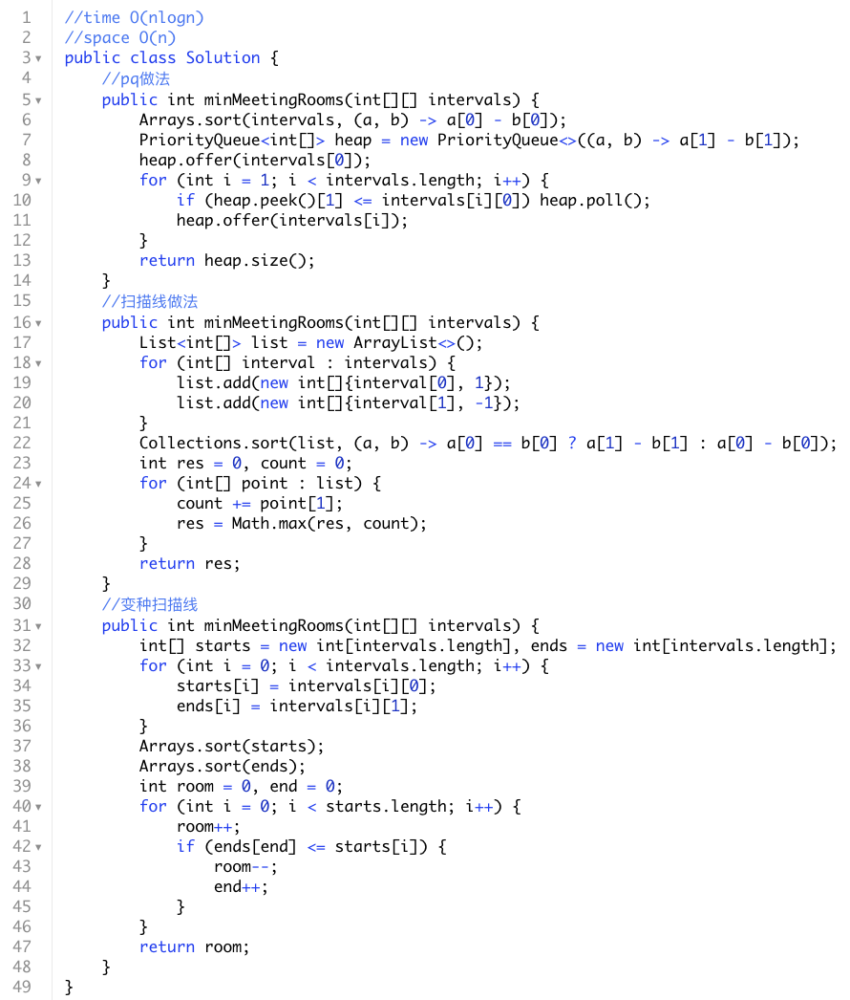 1 //time O(nlogn)
2 //space O(n)
3 public class Solution {
4     //pq做法
5     public int minMeetingRooms(int[][] intervals) {
6         Arrays.sort(intervals, (a, b) -> a[0] - b[0]);
7         PriorityQueue<int[]> heap = new PriorityQueue<>((a, b) -> a[1] - b[1]);
8         heap.offer(intervals[0]);
9         for (int i = 1; i < intervals.length; i++) {
10             if (heap.peek()[1] <= intervals[i][0]) heap.poll();
11             heap.offer(intervals[i]);
12         }
13         return heap.size();
14     }
15     //扫描线做法
16     public int minMeetingRooms(int[][] intervals) {
17         List<int[]> list = new ArrayList<>();
18         for (int[] interval : intervals) {
19             list.add(new int[]{interval[0], 1});
20             list.add(new int[]{interval[1], -1});
21         }
22         Collections.sort(list, (a, b) -> a[0] == b[0] ? a[1] - b[1] : a[0] - b[0]);
23         int res = 0, count = 0;
24         for (int[] point : list) {
25             count += point[1];
26             res = Math.max(res, count);
27         }
28         return res;
29     }
30     //变种扫描线
31     public int minMeetingRooms(int[][] intervals) {
32         int[] starts = new int[intervals.length], ends = new int[intervals.length];
33         for (int i = 0; i < intervals.length; i++) {
34             starts[i] = intervals[i][0];
35             ends[i] = intervals[i][1];
36         }
37         Arrays.sort(starts);
38         Arrays.sort(ends);
39         int room = 0, end = 0;
40         for (int i = 0; i < starts.length; i++) {
41             room++;
42             if (ends[end] <= starts[i]) {
43                 room--;
44                 end++;
45             }
46         }
47         return room;
48     }
49 }